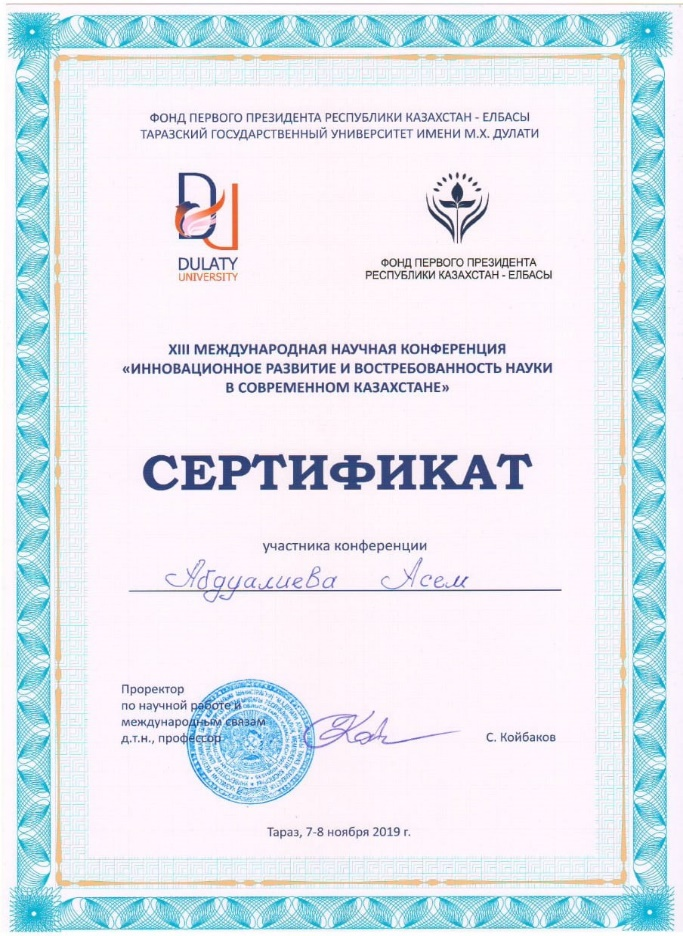 ФОНД ПЕРВОГО ПРЕЗИДЕНТА РЕСПУБЛИКИ КАЗАХСТАН - ЕЛБАСЫ
ТАРАЗСКИЙ ГОСУДАРСТВЕННЫЙ УНИВЕРСИТЕТ ИМЕНИ М.Х. ДУЛАТИ
DULATY
UNIVERSITY
ФОНД ПЕРВОГО ПРЕЗИДЕНТА
РЕСПУБЛИКИ КАЗАХСТАН - ЕЛБАСЫ
XIII МЕЖДУНАРОДНАЯ НАУЧНАЯ КОНФЕРЕНЦИЯ
«ИННОВАЦИОННОЕ РАЗВИТИЕ И ВОСТРЕБОВАННОСТЬ НАУКИ
В СОВРЕМЕННОМ КАЗАХСТАНЕ»
СЕРТИФИКАТ
участника конференции
Абдуалиева Асем
Проректор
по научной работе и
международным связам
д.т.н., профессор
С. Койбаков
Тараз, 7-8 ноября 2019 г.